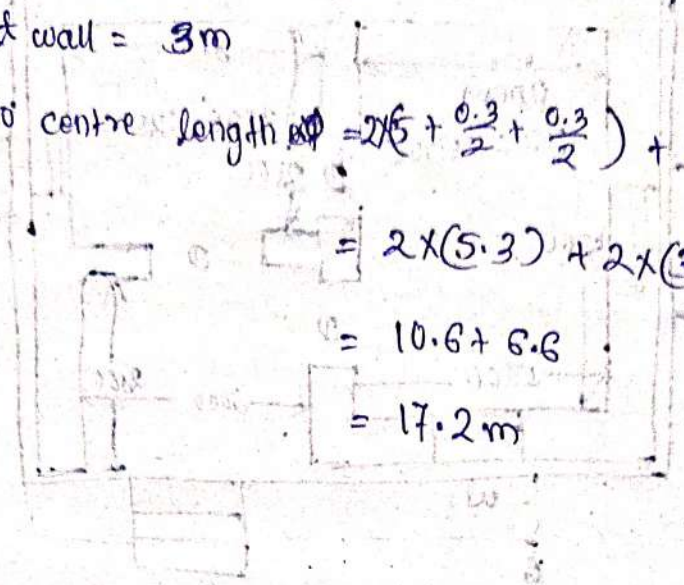 t wall = 3m
o centre length = 2×(5 + 0.3/2 + 0.3/2) +
= 2×(5.3) + 2×(3
= 10.6 + 6.6
= 17.2 m